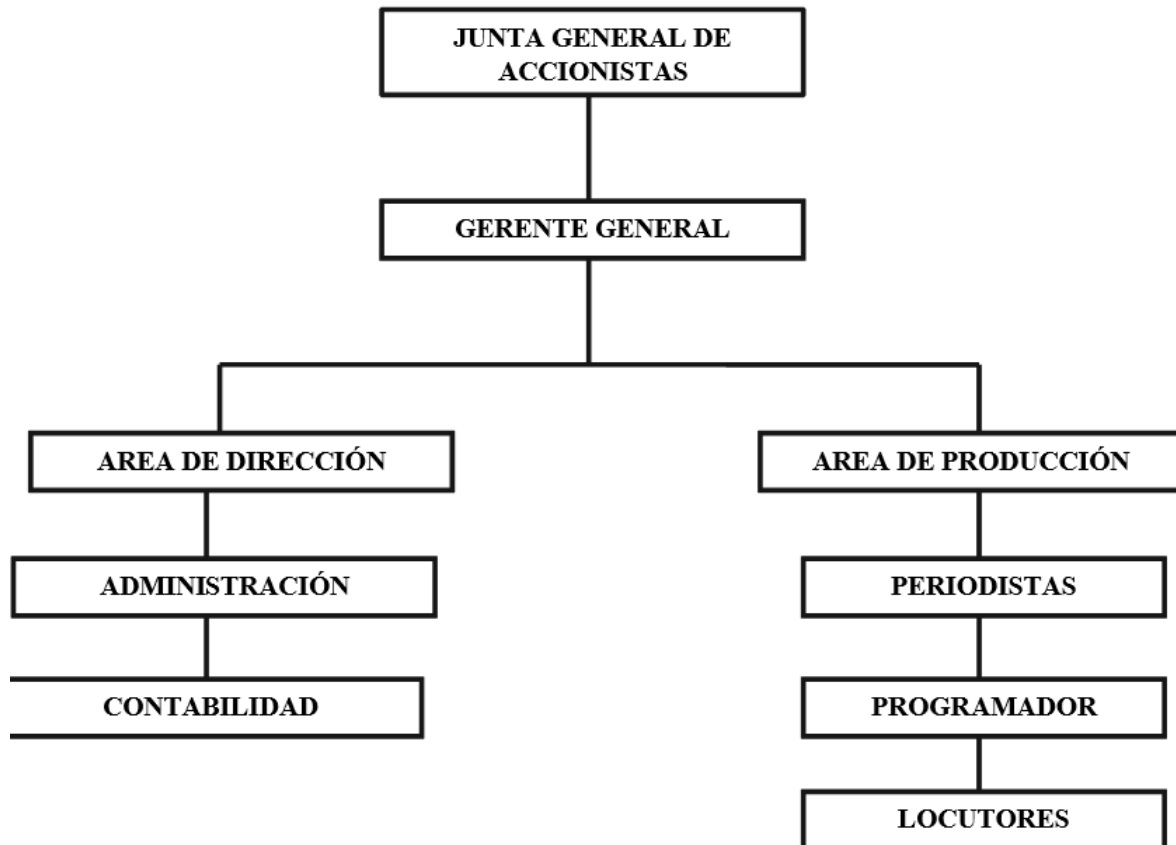 JUNTA GENERAL DE
ACCIONISTAS
GERENTE GENERAL
AREA DE DIRECCIÓN
AREA DE PRODUCCIÓN
ADMINISTRACIÓN
PERIODISTAS
CONTABILIDAD
PROGRAMADOR
LOCUTORES